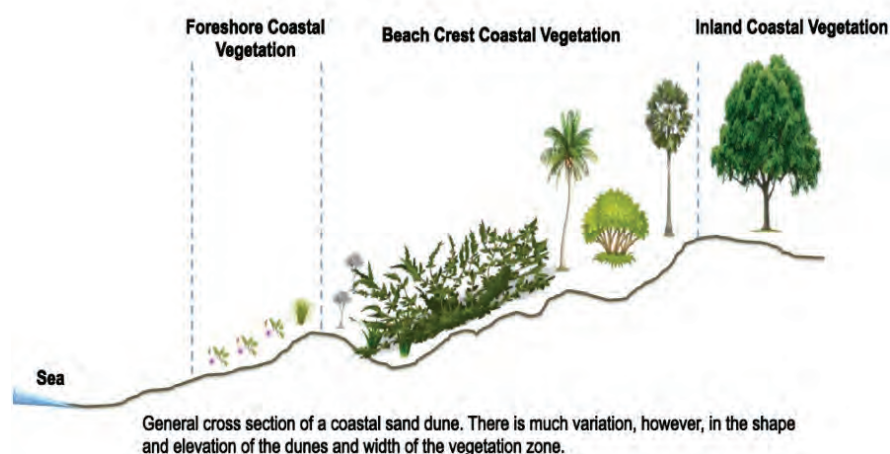 Foreshore Coastal
Vegetation
Beach Crest Coastal Vegetation
Inland Coastal Vegetation
Sea
General cross section of a coastal sand dune. There is much variation, however, in the shape
and elevation of the dunes and width of the vegetation zone.